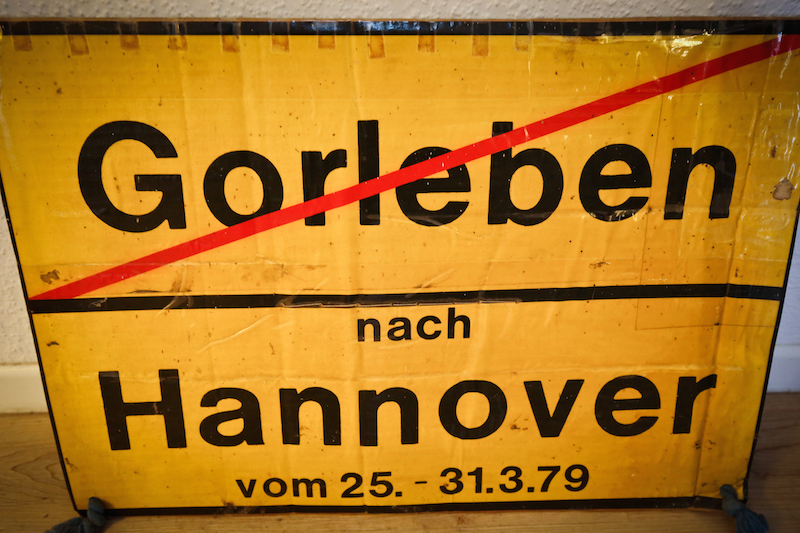 Gorleben
nach
Hannover
vom 25. - 31.3.79